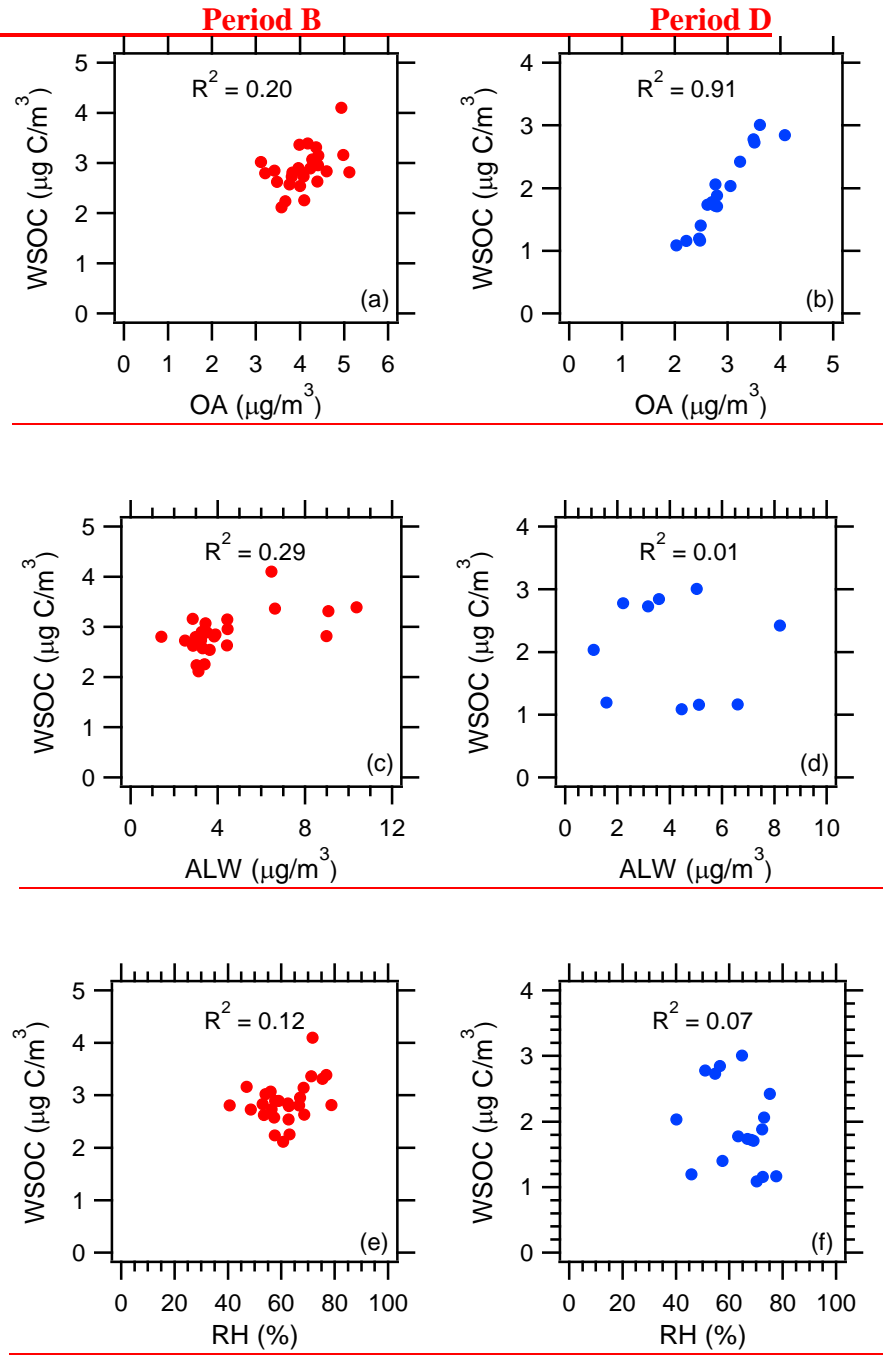 Period B
Period D
WSOC (µg C/m³)
5
4
3
2
1
0
R² = 0.20
(a)
0 1 2 3 4 5 6
OA (µg/m³)
WSOC (µg C/m³)
4
3
2
1
0
R² = 0.91
(b)
0 1 2 3 4 5
OA (µg/m³)
WSOC (µg C/m³)
5
4
3
2
1
0
R² = 0.29
(c)
0 4 8 12
ALW (µg/m³)
WSOC (µg C/m³)
4
3
2
1
0
R² = 0.01
(d)
0 2 4 6 8 10
ALW (µg/m³)
WSOC (µg C/m³)
5
4
3
2
1
0
R² = 0.12
(e)
0 20 40 60 80 100
RH (%)
WSOC (µg C/m³)
4
3
2
1
0
R² = 0.07
(f)
0 20 40 60 80 100
RH (%)